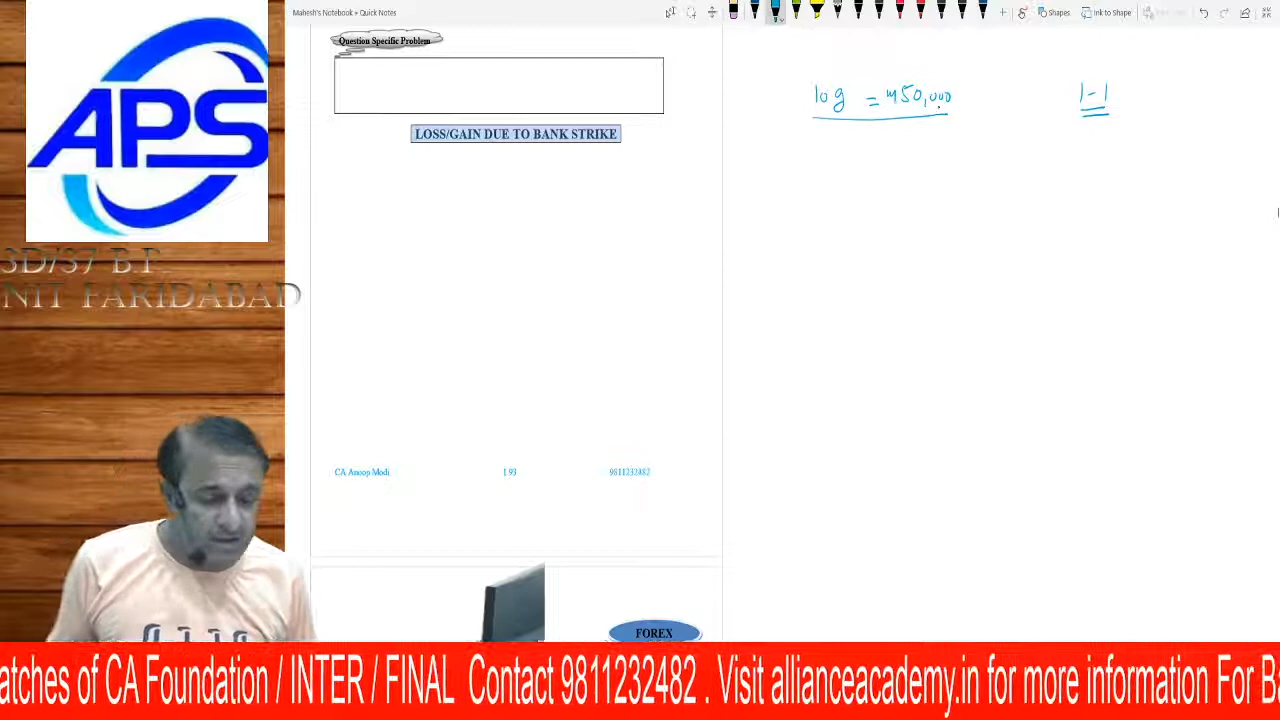 Mahesh's Notebook » Quick Notes
Shapes
Ink to Shape
APS
3D/37 B.P.
NIT FARIDABAD
Question Specific Problem
LOSS/GAIN DUE TO BANK STRIKE
log = 450,000
1-1
CA Anoop Modi
193
9811232482
FOREX
atches of CA Foundation / INTER / FINAL Contact 9811232482 . Visit allianceacademy.in for more information For B